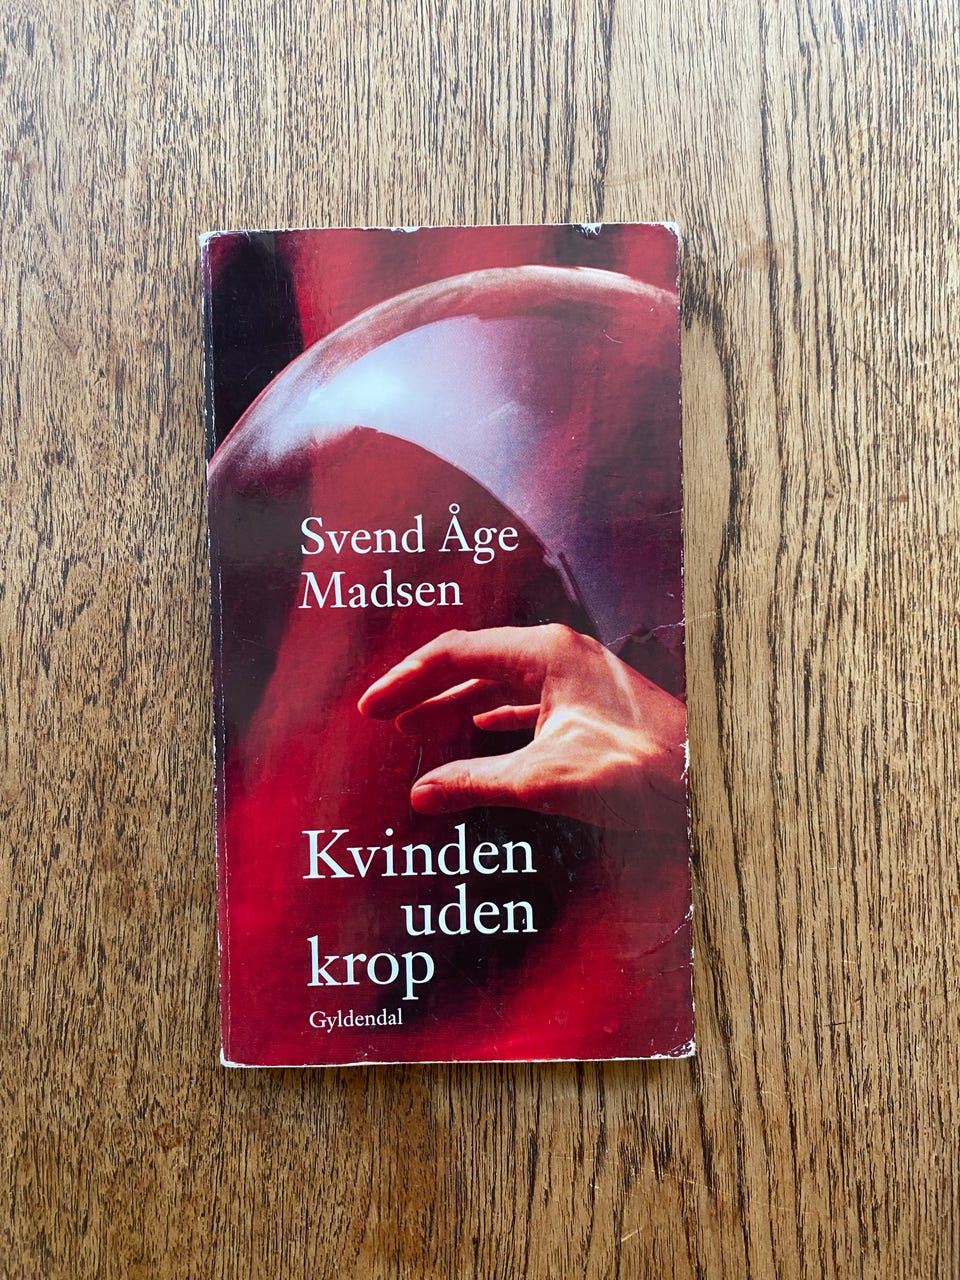 Svend Åge
Madsen
Kvinden
uden
krop
Gyldendal